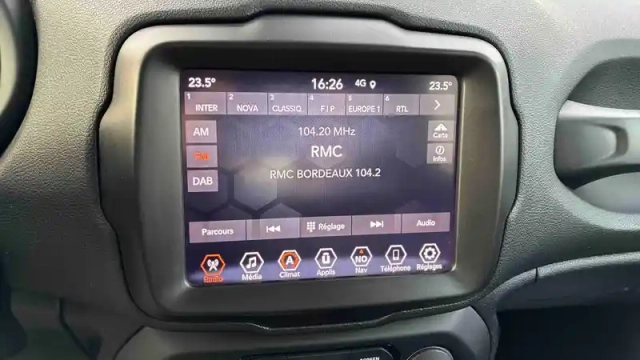 23.5° 16:26 4G 23.5°
1 INTER 2 NOVA 3 CLASSIQ. 4 F I P 5 EUROPE 1 6 RTL
AM 104.20 MHz Carte
FM RMC Infos
DAB RMC BORDEAUX 104.2
Parcours Réglage Audio
A NO
Radio Média Climat Applis Nav Téléphone Réglages
SCREEN